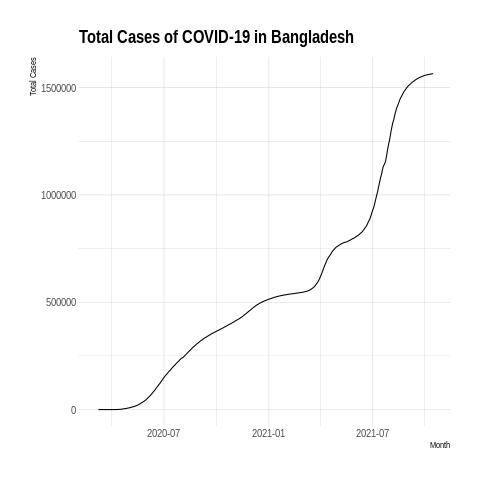 Total Cases of COVID-19 in Bangladesh
Total Cases
1500000
1000000
500000
0
2020-07 2021-01 2021-07
Month